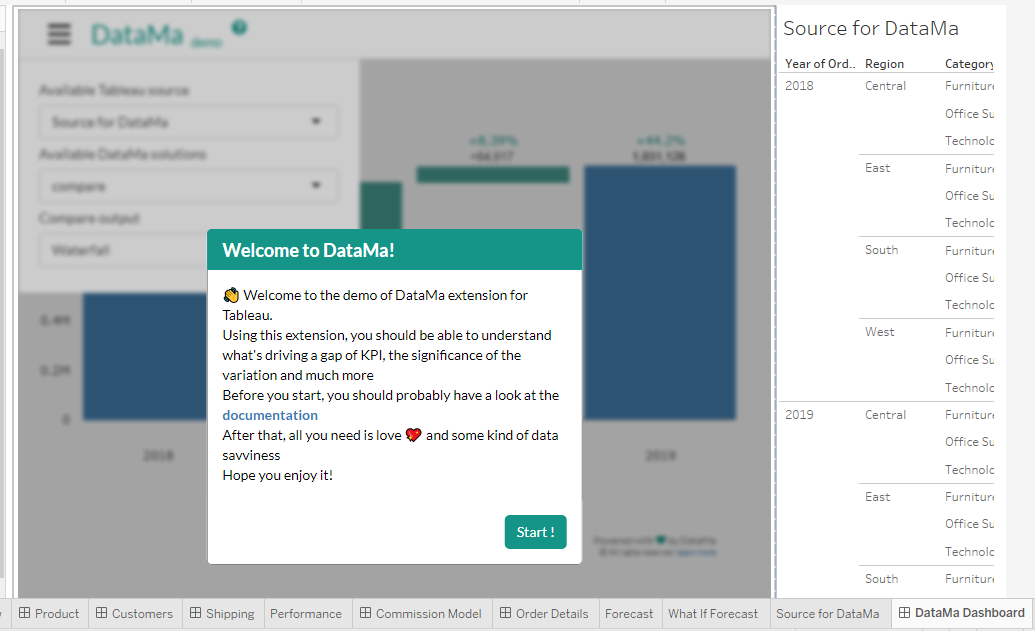 DataMa demo ?
Available Tableau source
Source for DataMa
Available DataMa solutions
compare
Compare output
Waterfall
+8.39%
+44.2%
0.4M
0.2M
0
2018
2019
Powered with by DataMa
Welcome to DataMa!
👏 Welcome to the demo of DataMa extension for
Tableau.
Using this extension, you should be able to understand
what's driving a gap of KPI, the significance of the
variation and much more
Before you start, you should probably have a look at the
documentation
After that, all you need is love 💖 and some kind of data
savviness
Hope you enjoy it!
Start !
Source for DataMa
Year of Ord.. Region Category
2018 Central Furniture
Office Su
Technolo
East Furniture
Office Su
Technolo
South Furniture
Office Su
Technolo
West Furniture
Office Su
Technolo
2019 Central Furniture
Office Su
Technolo
East Furniture
Office Su
Technolo
South Furniture
Product Customers Shipping Performance Commission Model Order Details Forecast What If Forecast Source for DataMa DataMa Dashboard